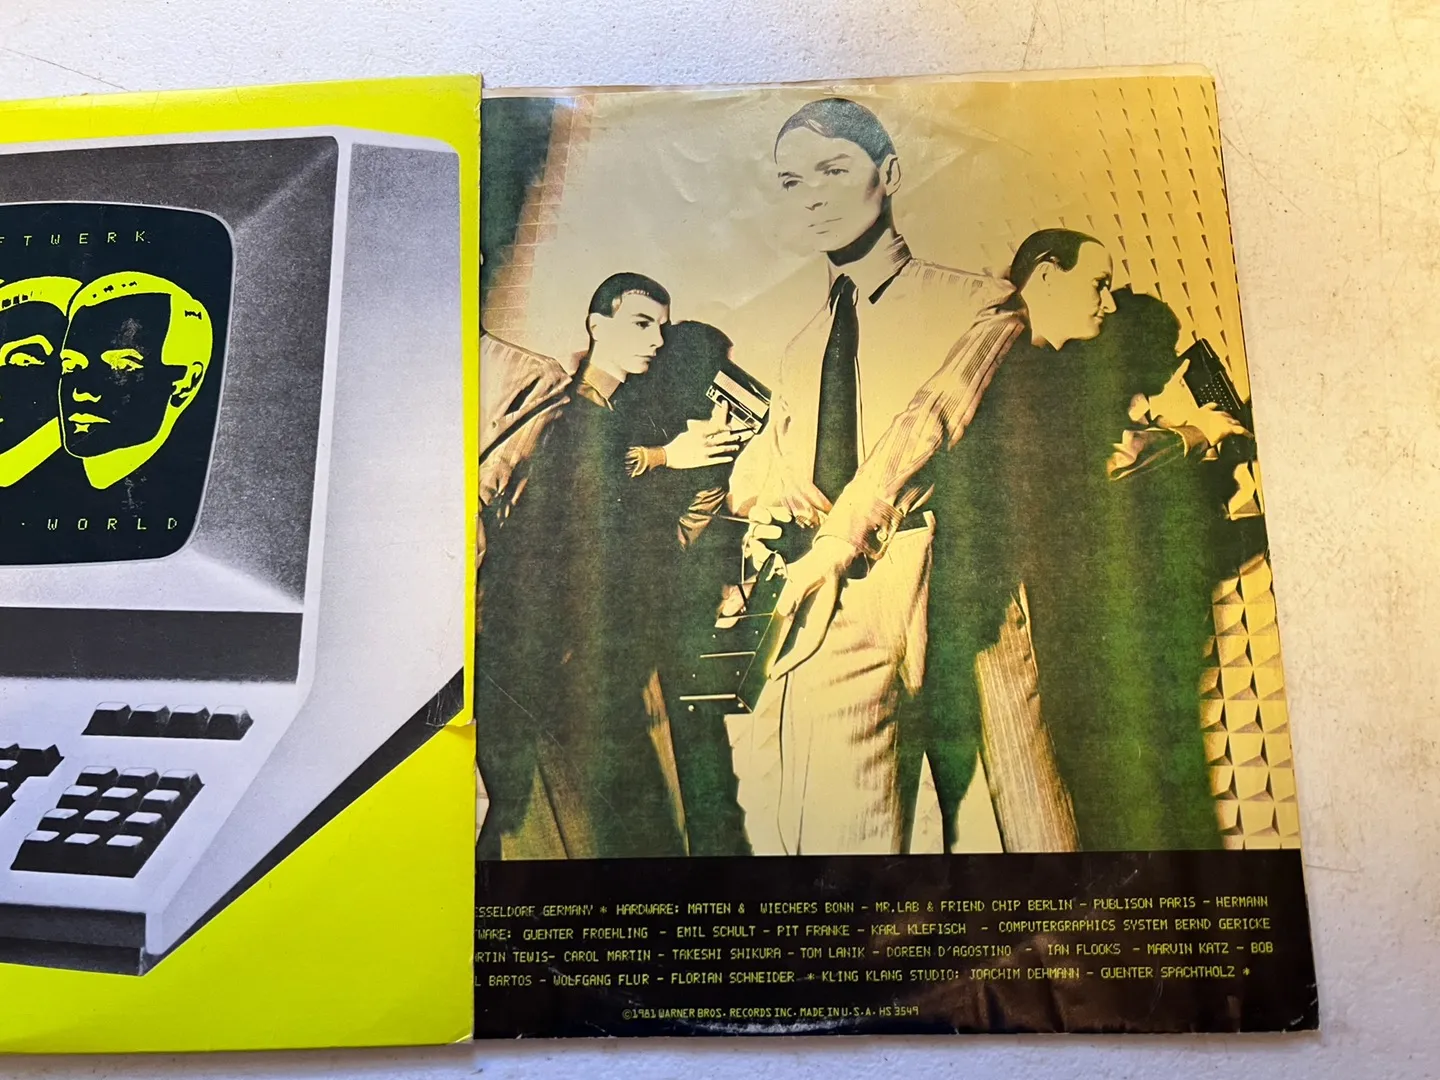 FTWERK
· WORLD
SSELDORF GERMANY * HARDWARE: MATTEN & WIECHERS BONN - MR.LAB & FRIEND CHIP BERLIN - PUBLISON PARIS - HERMANN
TWARE: GUENTER FROEHLING - EMIL SCHULT - PIT FRANKE - KARL KLEFISCH - COMPUTERGRAPHICS SYSTEM BERND GERICKE
RTIN TEWIS- CAROL MARTIN - TAKESHI SHIKURA - TOM LANIK - DOREEN D'AGOSTINO - IAN FLOOKS - MARVIN KATZ - BOB
L BARTOS - WOLFGANG FLUR - FLORIAN SCHNEIDER * KLING KLANG STUDIO: JOACHIM DEHMANN - GUENTER SPACHTHOLZ *
©1981 WARNER BROS. RECORDS INC. MADE IN U.S.A. HS 3549